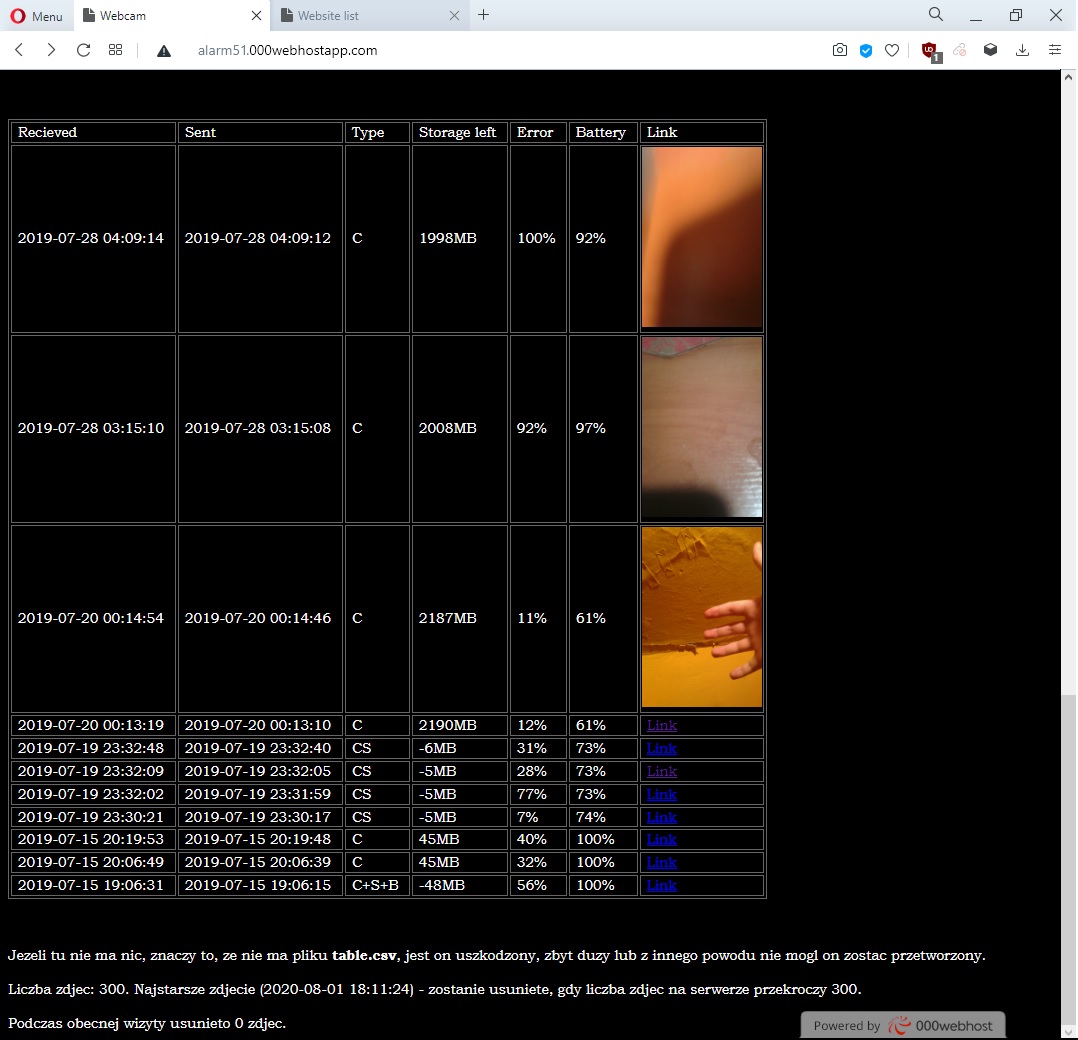 Menu Webcam Website list
alarm51.000webhostapp.com
1
Recieved Sent Type Storage left Error Battery Link
2019-07-28 04:09:14 2019-07-28 04:09:12 C 1998MB 100% 92%
2019-07-28 03:15:10 2019-07-28 03:15:08 C 2008MB 92% 97%
2019-07-20 00:14:54 2019-07-20 00:14:46 C 2187MB 11% 61%
2019-07-20 00:13:19 2019-07-20 00:13:10 C 2190MB 12% 61% Link
2019-07-19 23:32:48 2019-07-19 23:32:40 CS -6MB 31% 73% Link
2019-07-19 23:32:09 2019-07-19 23:32:05 CS -5MB 28% 73% Link
2019-07-19 23:32:02 2019-07-19 23:31:59 CS -5MB 77% 73% Link
2019-07-19 23:30:21 2019-07-19 23:30:17 CS -5MB 7% 74% Link
2019-07-15 20:19:53 2019-07-15 20:19:48 C 45MB 40% 100% Link
2019-07-15 20:06:49 2019-07-15 20:06:39 C 45MB 32% 100% Link
2019-07-15 19:06:31 2019-07-15 19:06:15 C+S+B -48MB 56% 100% Link
Jezeli tu nie ma nic, znaczy to, ze nie ma pliku table.csv, jest on uszkodzony, zbyt duzy lub z innego powodu nie mogl on zostac przetworzony.
Liczba zdjec: 300. Najstarsze zdjecie (2020-08-01 18:11:24) - zostanie usuniete, gdy liczba zdjec na serwerze przekroczy 300.
Podczas obecnej wizyty usunieto 0 zdjec.
Powered by 000webhost